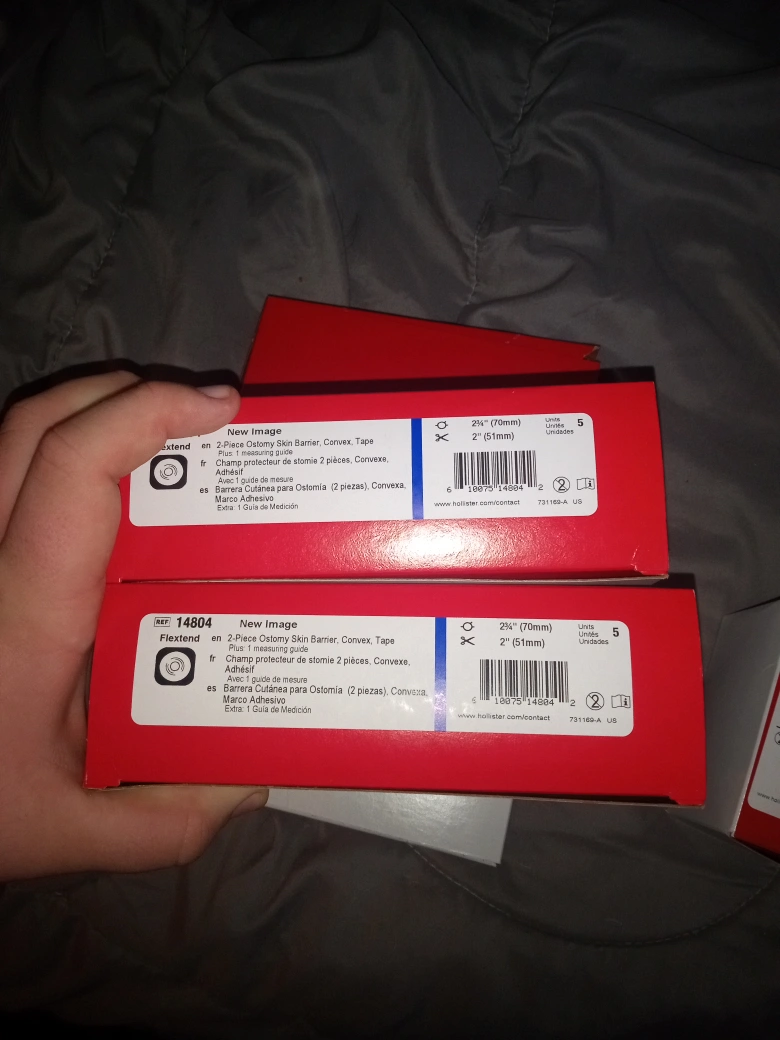 New Image
extend en 2-Piece Ostomy Skin Barrier, Convex, Tape
Plus: 1 measuring guide
fr Champ protecteur de stomie 2 pièces, Convexe,
Adhésif
Avec 1 guide de mesure
es Barrera Cutánea para Ostomía (2 piezas), Convexa,
Marco Adhesivo
Extra: 1 Guía de Medición
2¾" (70mm)
2" (51mm)
Units
Unités
Unidades
5
6 10075 14804 2
2
www.hollister.com/contact 731169-A US
REF 14804 New Image
Flextend en 2-Piece Ostomy Skin Barrier, Convex, Tape
Plus: 1 measuring guide
fr Champ protecteur de stomie 2 pièces, Convexe,
Adhésif
Avec 1 guide de mesure
es Barrera Cutánea para Ostomía (2 piezas), Convexa,
Marco Adhesivo
Extra: 1 Guía de Medición
2¾" (70mm)
2" (51mm)
Units
Unités
Unidades
5
6 10075 14804 2
2
www.hollister.com/contact 731169-A US